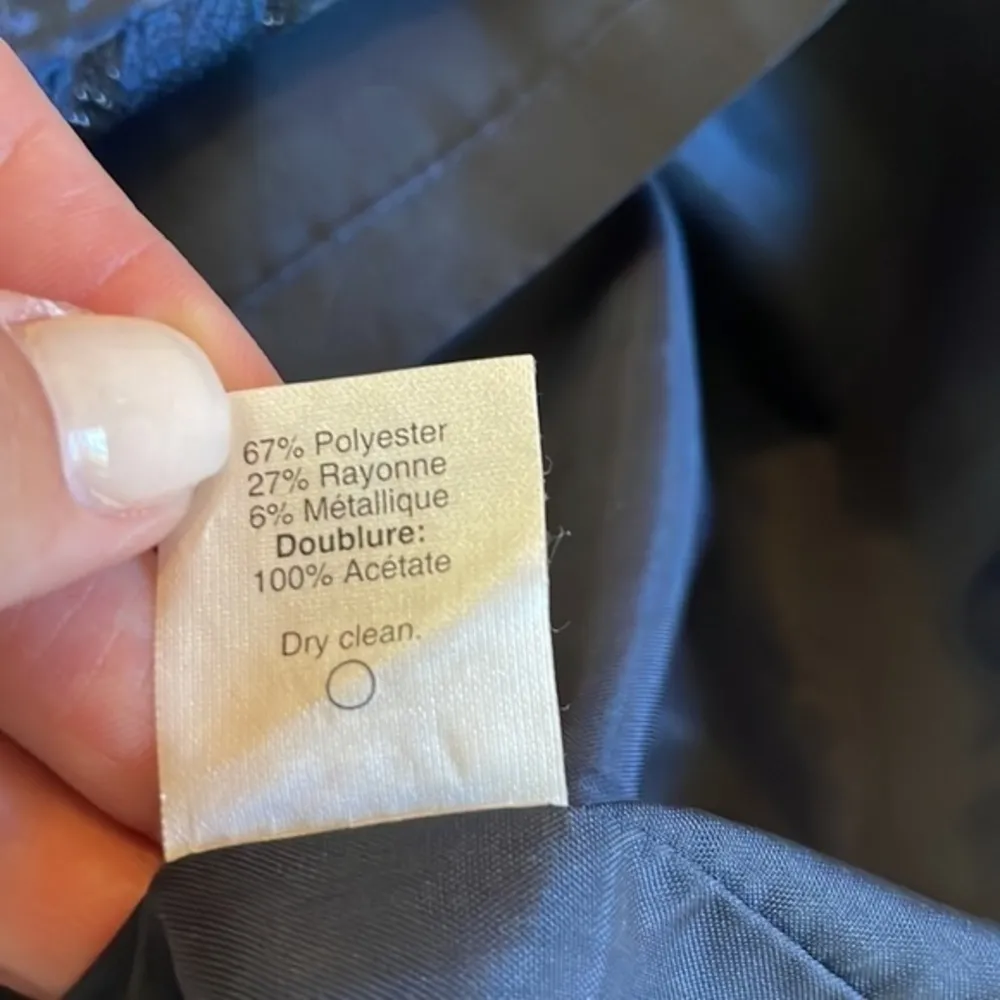 67% Polyester
27% Rayonne
6% Métallique
Doublure:
100% Acétate
Dry clean.